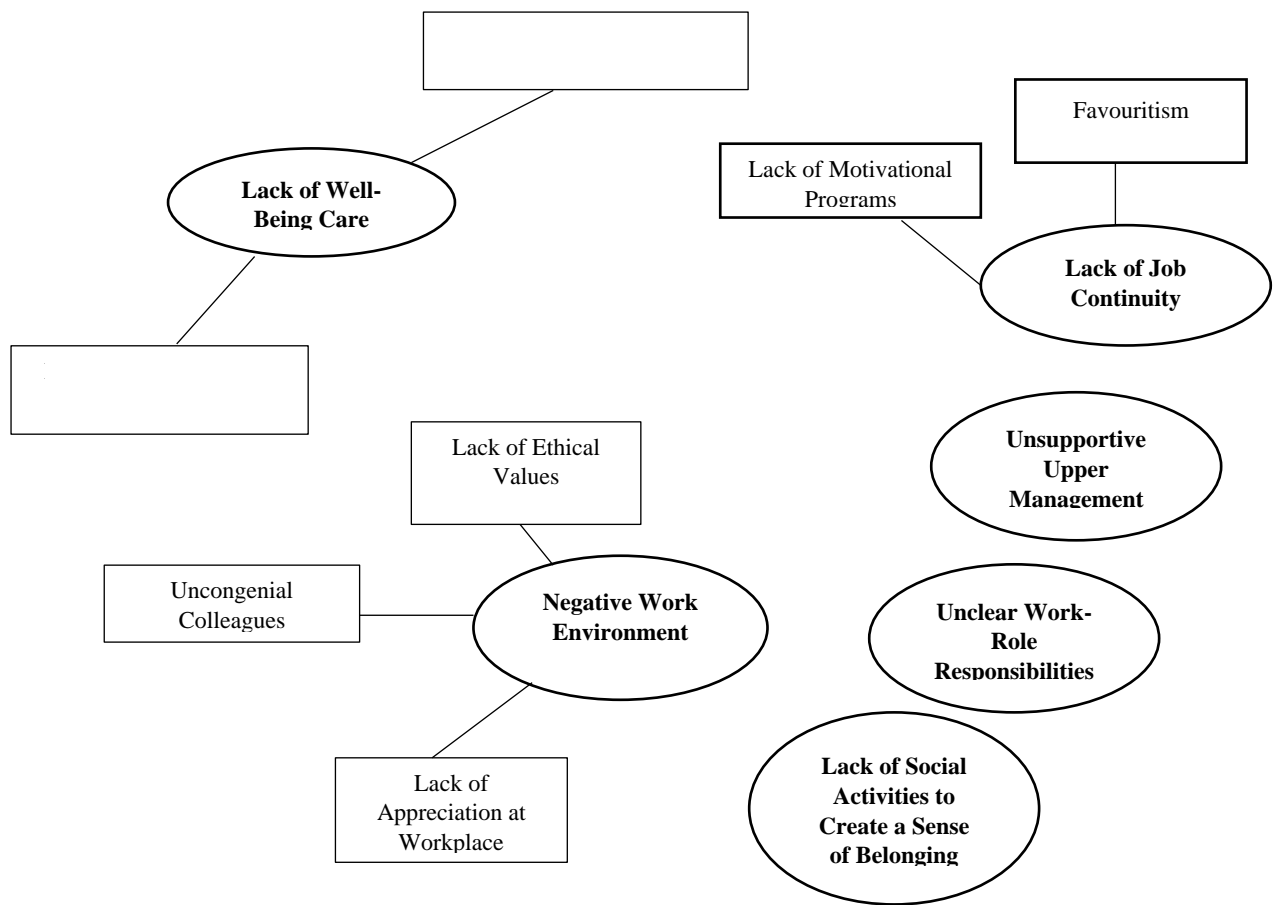 Favouritism
Lack of Motivational
Programs
Lack of Well-
Being Care
Lack of Job
Continuity
Lack of Ethical
Values
Unsupportive
Upper
Management
Uncongenial
Colleagues
Negative Work
Environment
Unclear Work-
Role
Responsibilities
Lack of
Appreciation at
Workplace
Lack of Social
Activities to
Create a Sense
of Belonging